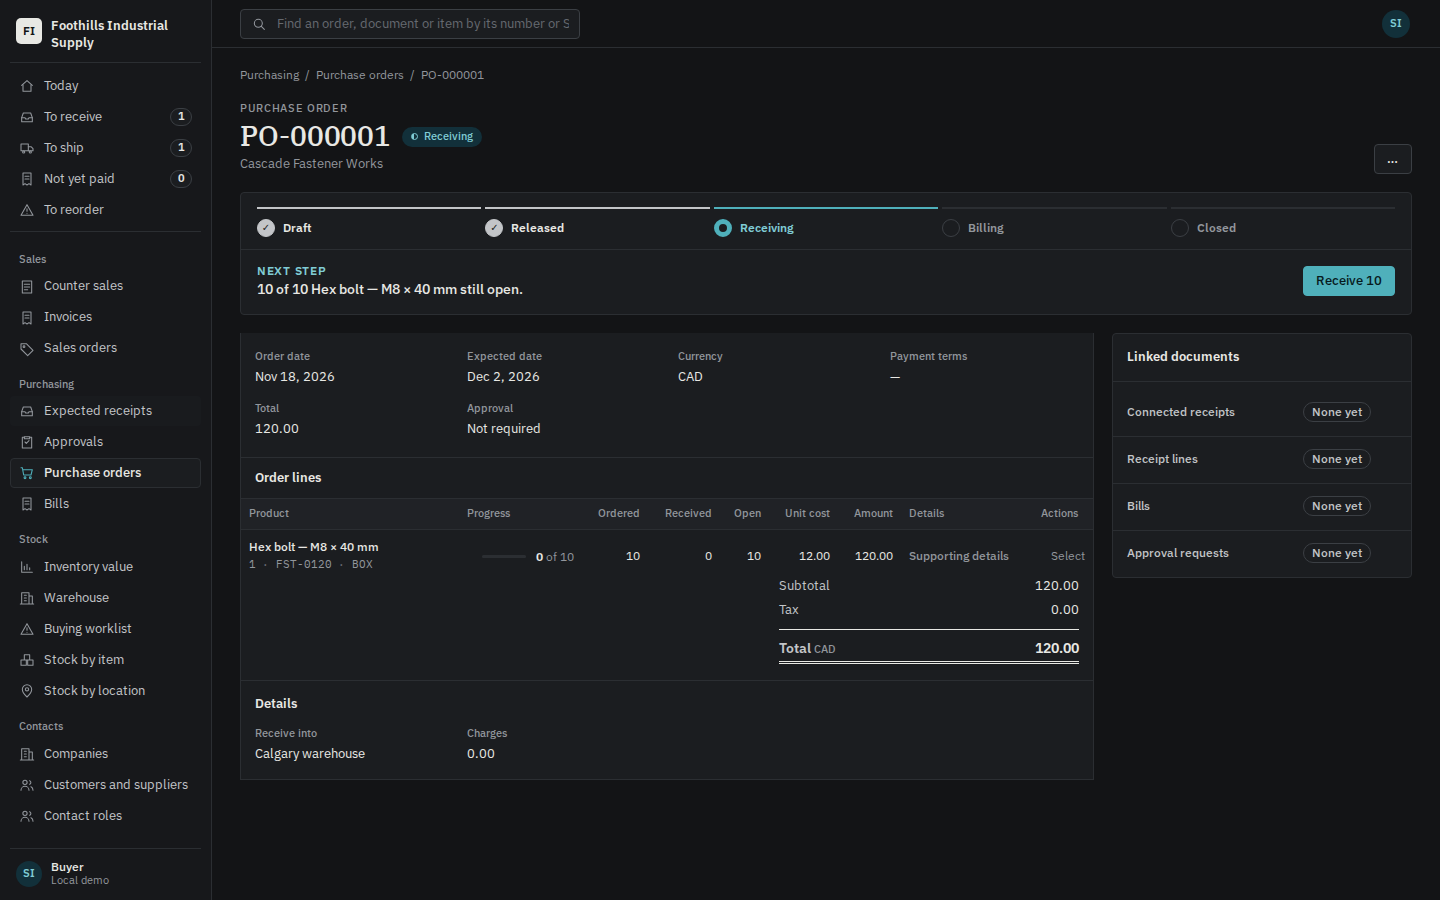 FI
Foothills Industrial
Supply
Today
To receive 1
To ship 1
Not yet paid 0
To reorder
Sales
Counter sales
Invoices
Sales orders
Purchasing
Expected receipts
Approvals
Purchase orders
Bills
Stock
Inventory value
Warehouse
Buying worklist
Stock by item
Stock by location
Contacts
Companies
Customers and suppliers
Contact roles
SI
Buyer
Local demo
Find an order, document or item by its number or S
SI
Purchasing / Purchase orders / PO-000001
PURCHASE ORDER
PO-000001 Receiving
Cascade Fastener Works
...
Draft Released Receiving Billing Closed
NEXT STEP
10 of 10 Hex bolt — M8 × 40 mm still open.
Receive 10
Order date Expected date Currency Payment terms
Nov 18, 2026 Dec 2, 2026 CAD —
Total Approval
120.00 Not required
Order lines
Product Progress Ordered Received Open Unit cost Amount Details Actions
Hex bolt — M8 × 40 mm
1 · FST-0120 · BOX
0 of 10 10 0 10 12.00 120.00 Supporting details Select
Subtotal 120.00
Tax 0.00
Total CAD 120.00
Details
Receive into Charges
Calgary warehouse 0.00
Linked documents
Connected receipts None yet
Receipt lines None yet
Bills None yet
Approval requests None yet